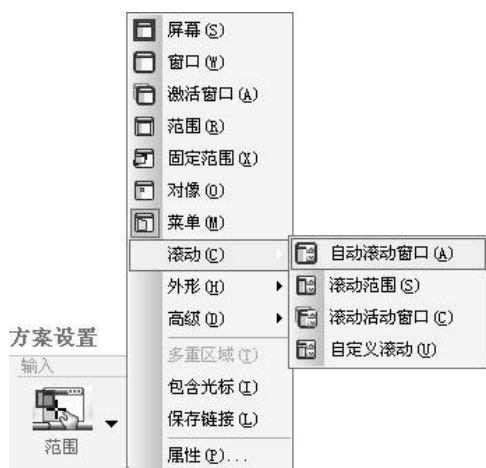 屏幕(S)
窗口(W)
激活窗口(A)
范围(R)
固定范围(X)
对像(O)
菜单(M)
滚动(C)
自动滚动窗口(A)
滚动范围(S)
滚动活动窗口(C)
自定义滚动(U)
外形(H)
高级(D)
多重区域(T)
包含光标(I)
保存链接(L)
属性(P)...
方案设置
输入
范围